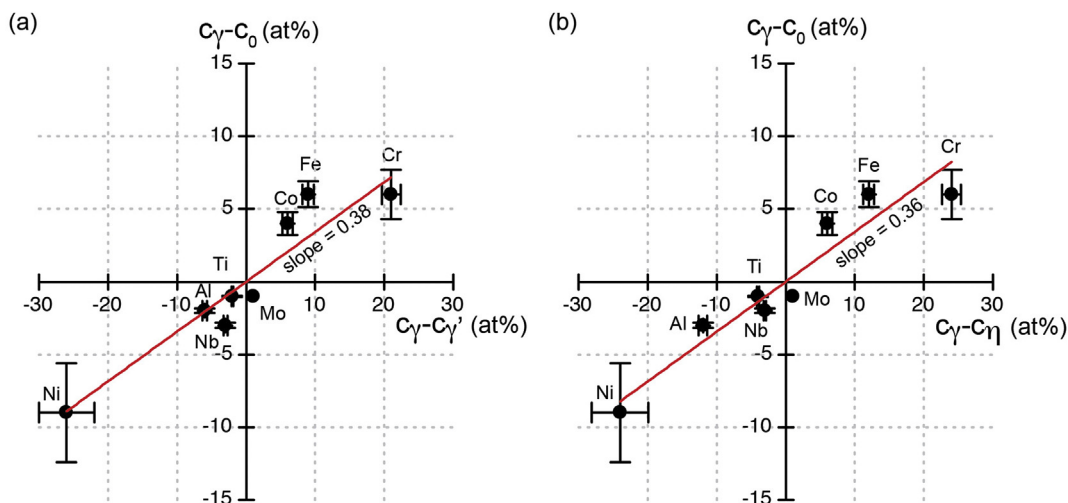 (a)
Cγ-C0 (at%)
15
10
Cr
Fe
Co
5
slope = 0.38
Ti
-30 -20 -10 0 10 20 30
Al
Mo
Cγ-Cγ' (at%)
Nb
-5
Ni
-10
-15
(b)
Cγ-C0 (at%)
15
10
Cr
Fe
Co
5
slope = 0.36
Ti
-30 -20 -10 0 10 20 30
Mo
Al
Nb
Cγ-Cη (at%)
-5
Ni
-10
-15